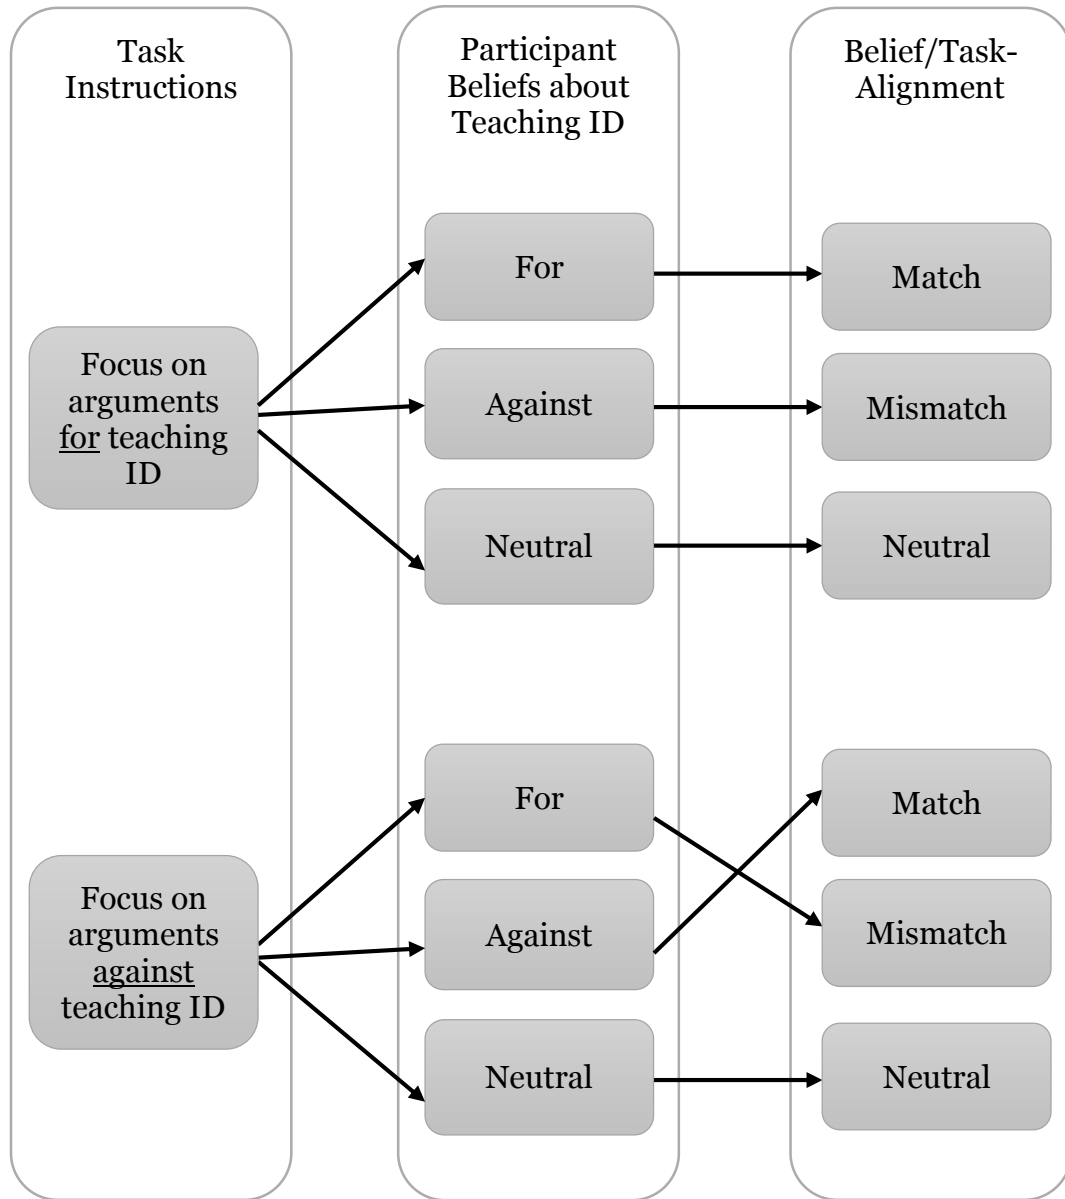 Task
Instructions
Participant
Beliefs about
Teaching ID
Belief/Task-
Alignment
For
Match
Focus on
arguments
for teaching
ID
Against
Mismatch
Neutral
Neutral
For
Match
Focus on
arguments
against
teaching ID
Against
Mismatch
Neutral
Neutral